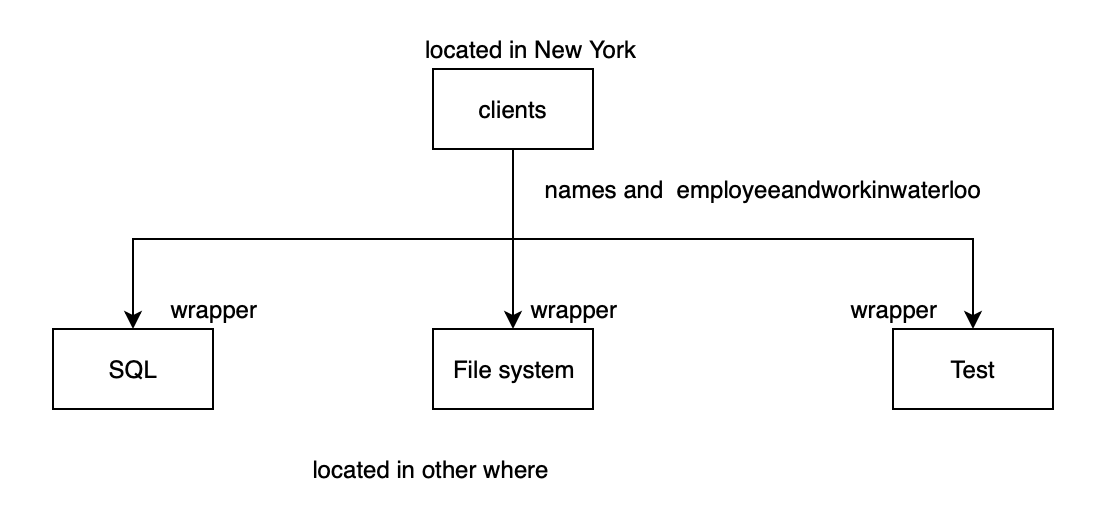 located in New York
clients
names and  employeeandworkinwaterloo
wrapper
wrapper
wrapper
SQL
File system
Test
located in other where